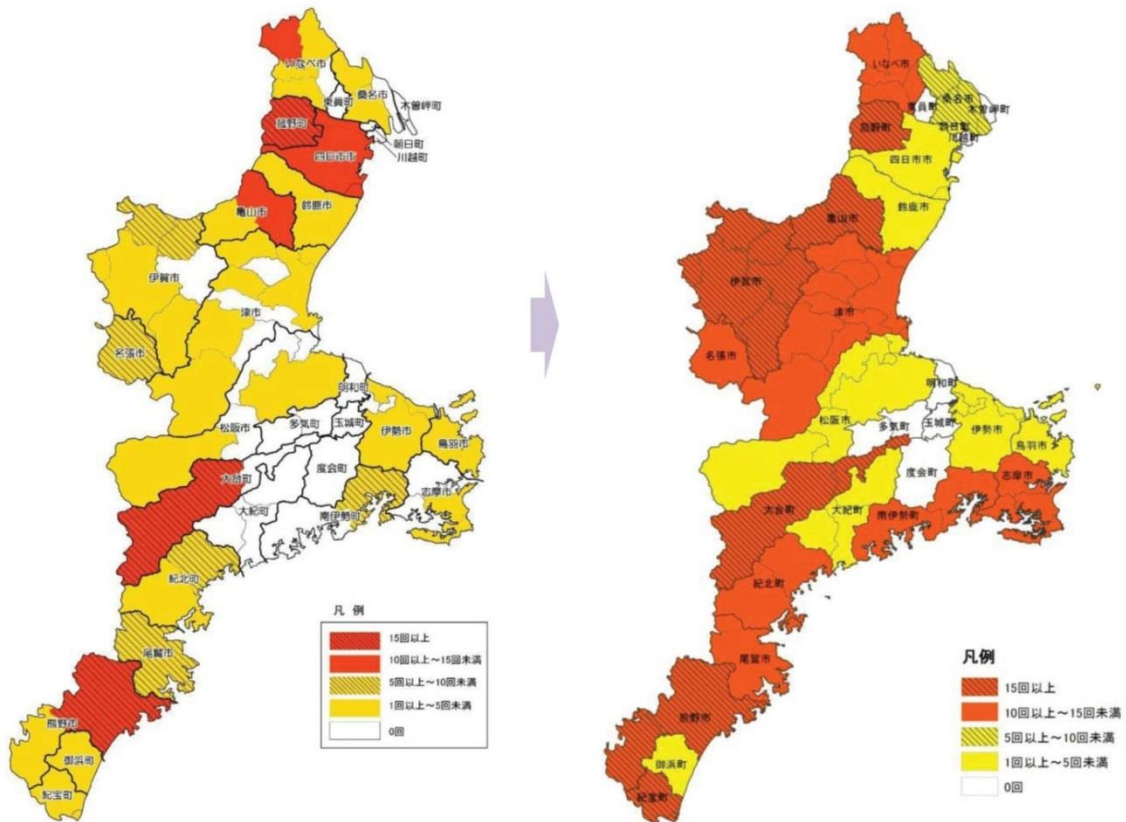 いなべ市
東員町
桑名市
木曽岬町
菰野町
朝日町
川越町
四日市市
亀山市
鈴鹿市
伊賀市
津市
名張市
明和町
松阪市
多気町
玉城町
伊勢市
鳥羽市
度会町
大台町
志摩市
大紀町
南伊勢町
紀北町
尾鷲市
熊野市
御浜町
紀宝町
凡 例
15回以上
10回以上～15回未満
5回以上～10回未満
1回以上～5回未満
0回
いなべ市
桑名市
東員町
木曽岬町
菰野町
朝日町
川越町
四日市市
鈴鹿市
亀山市
伊賀市
津市
名張市
明和町
松阪市
多気町
玉城町
伊勢市
鳥羽市
度会町
志摩市
大台町
大紀町
南伊勢町
紀北町
尾鷲市
熊野市
御浜町
紀宝町
凡例
15回以上
10回以上～15回未満
5回以上～10回未満
1回以上～5回未満
0回